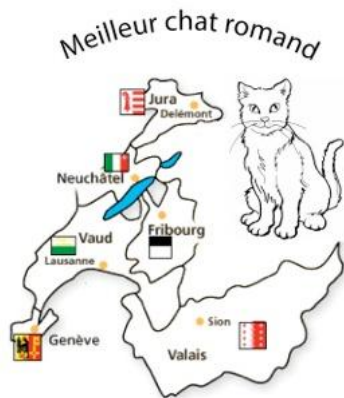 Meilleur chat romand
Jura
Delémont
Neuchâtel
Fribourg
Vaud
Lausanne
Sion
Genève
Valais